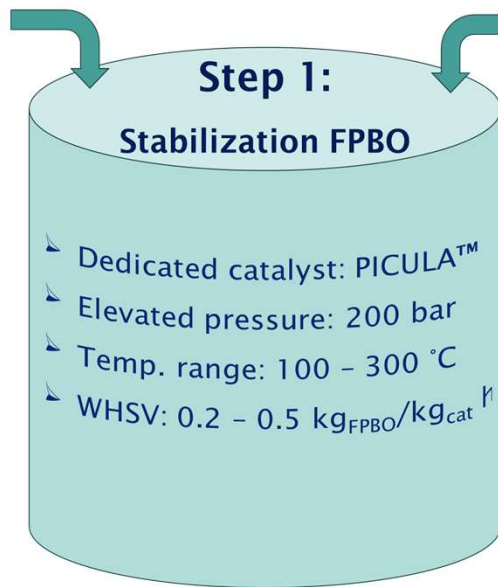 Step 1:
Stabilization FPBO
Dedicated catalyst: PICULA™
Elevated pressure: 200 bar
Temp. range: 100 – 300 °C
WHSV: 0.2 – 0.5 kgFPBO/kgcat h